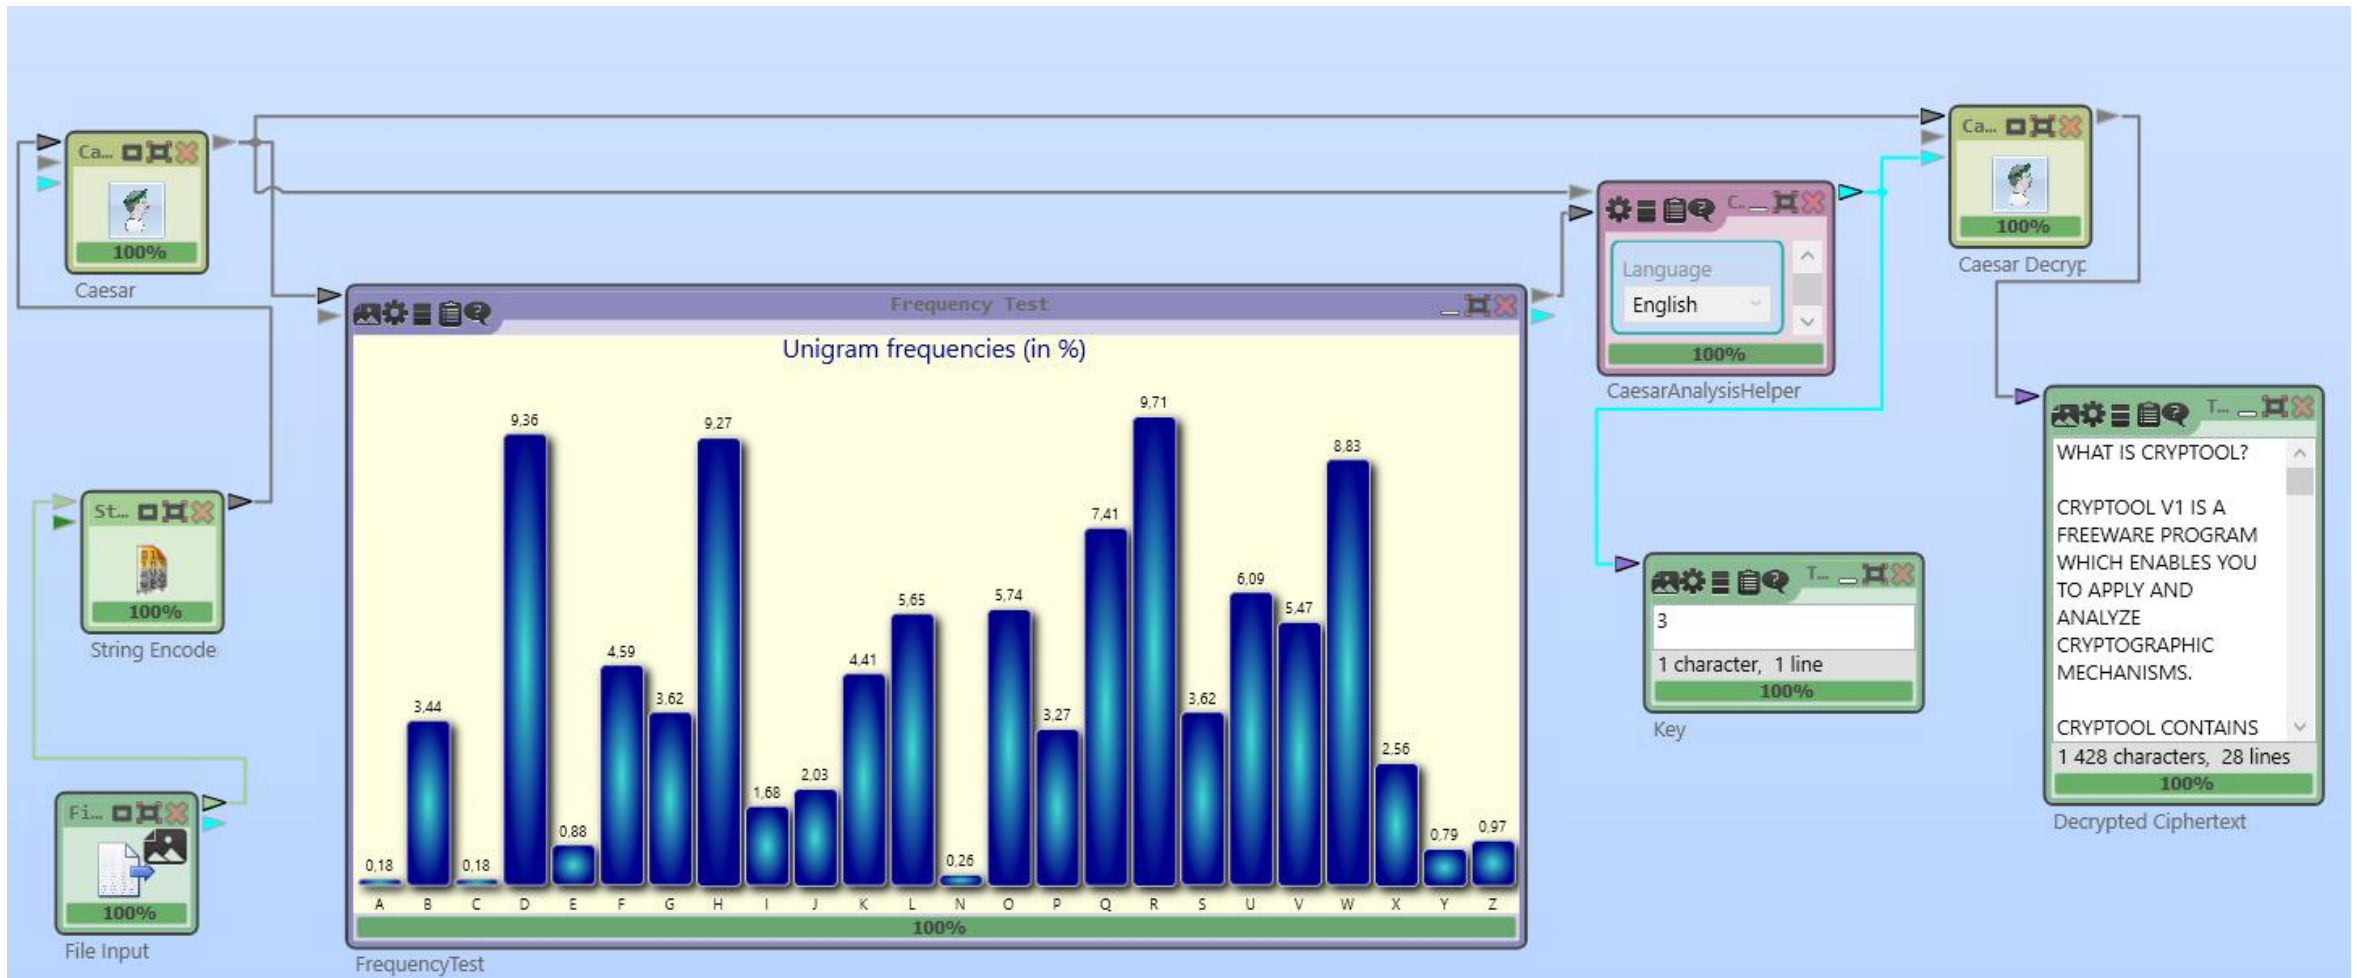 Ca...
100%
Caesar
St...
100%
String Encode
Fi...
100%
File Input
Frequency Test
Unigram frequencies (in %)
0,18 3,44 0,18 9,36 0,88 4,59 3,62 9,27 1,68 2,03 4,41 5,65 0,26 5,74 3,27 7,41 9,71 3,62 6,09 5,47 8,83 2,56 0,79 0,97
A B C D E F G H I J K L N O P Q R S U V W X Y Z
100%
FrequencyTest
C..
Language
English
100%
CaesarAnalysisHelper
T...
3
1 character, 1 line
100%
Key
Ca...
100%
Caesar Decryp
T...
WHAT IS CRYPTOOL?
CRYPTOOL V1 IS A
FREEWARE PROGRAM
WHICH ENABLES YOU
TO APPLY AND
ANALYZE
CRYPTOGRAPHIC
MECHANISMS.
CRYPTOOL CONTAINS
1 428 characters, 28 lines
100%
Decrypted Ciphertext